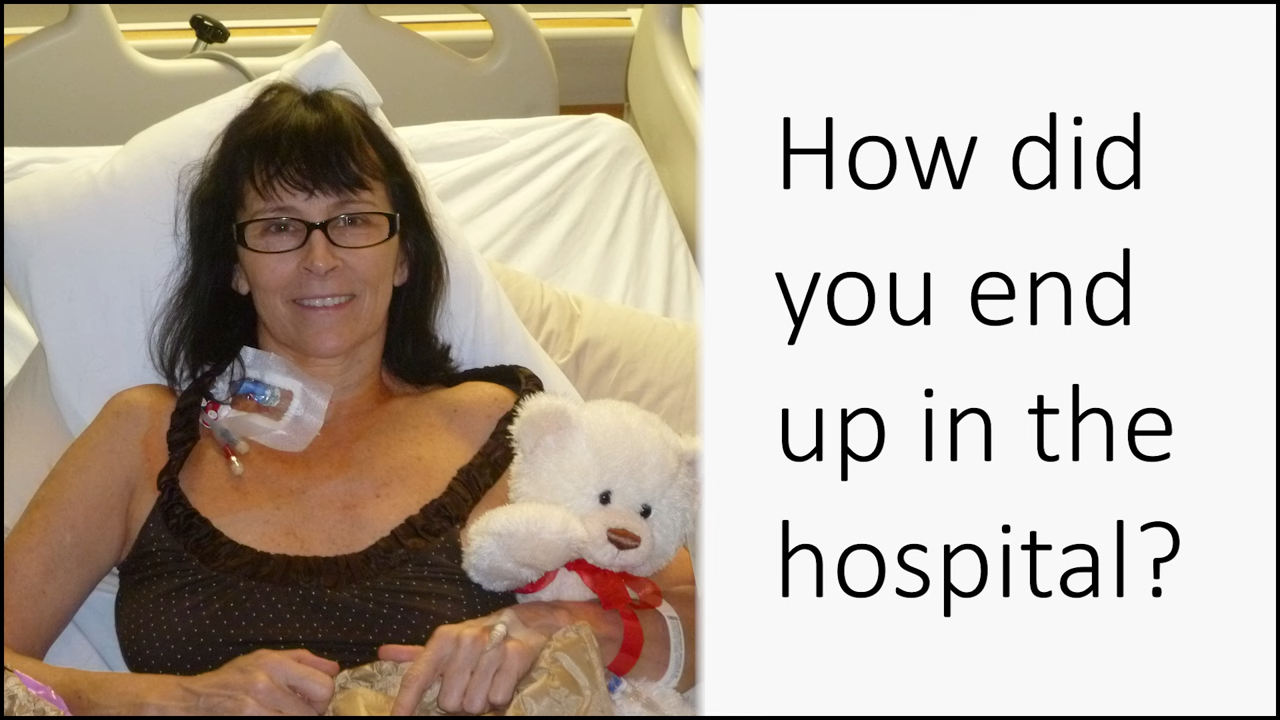 How did
you end
up in the
hospital?